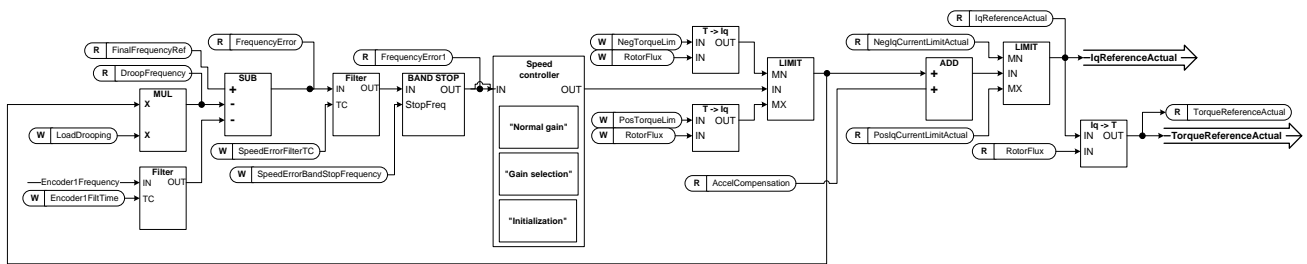 R FinalFrequencyRef
R DroopFrequency
MUL
X
X
W LoadDrooping
Encoder1Frequency
W Encoder1FiltTime
Filter
IN OUT
TC
R FrequencyError
SUB
+
-
-
Filter
IN OUT
TC
W SpeedErrorFilterTC
W SpeedErrorBandStopFrequency
R FrequencyError1
BAND STOP
IN OUT
StopFreq
Speed
controller
IN
OUT
"Normal gain"
"Gain selection"
"Initialization"
W NegTorqueLim
W RotorFlux
T -> Iq
IN OUT
IN
W PosTorqueLim
W RotorFlux
T -> Iq
IN OUT
IN
LIMIT
MN
IN
MX
R AccelCompensation
ADD
+
+
R IqReferenceActual
R NegIqCurrentLimitActual
R PosIqCurrentLimitActual
LIMIT
MN
IN
MX
IqReferenceActual
R RotorFlux
Iq -> T
IN OUT
IN
R TorqueReferenceActual
TorqueReferenceActual